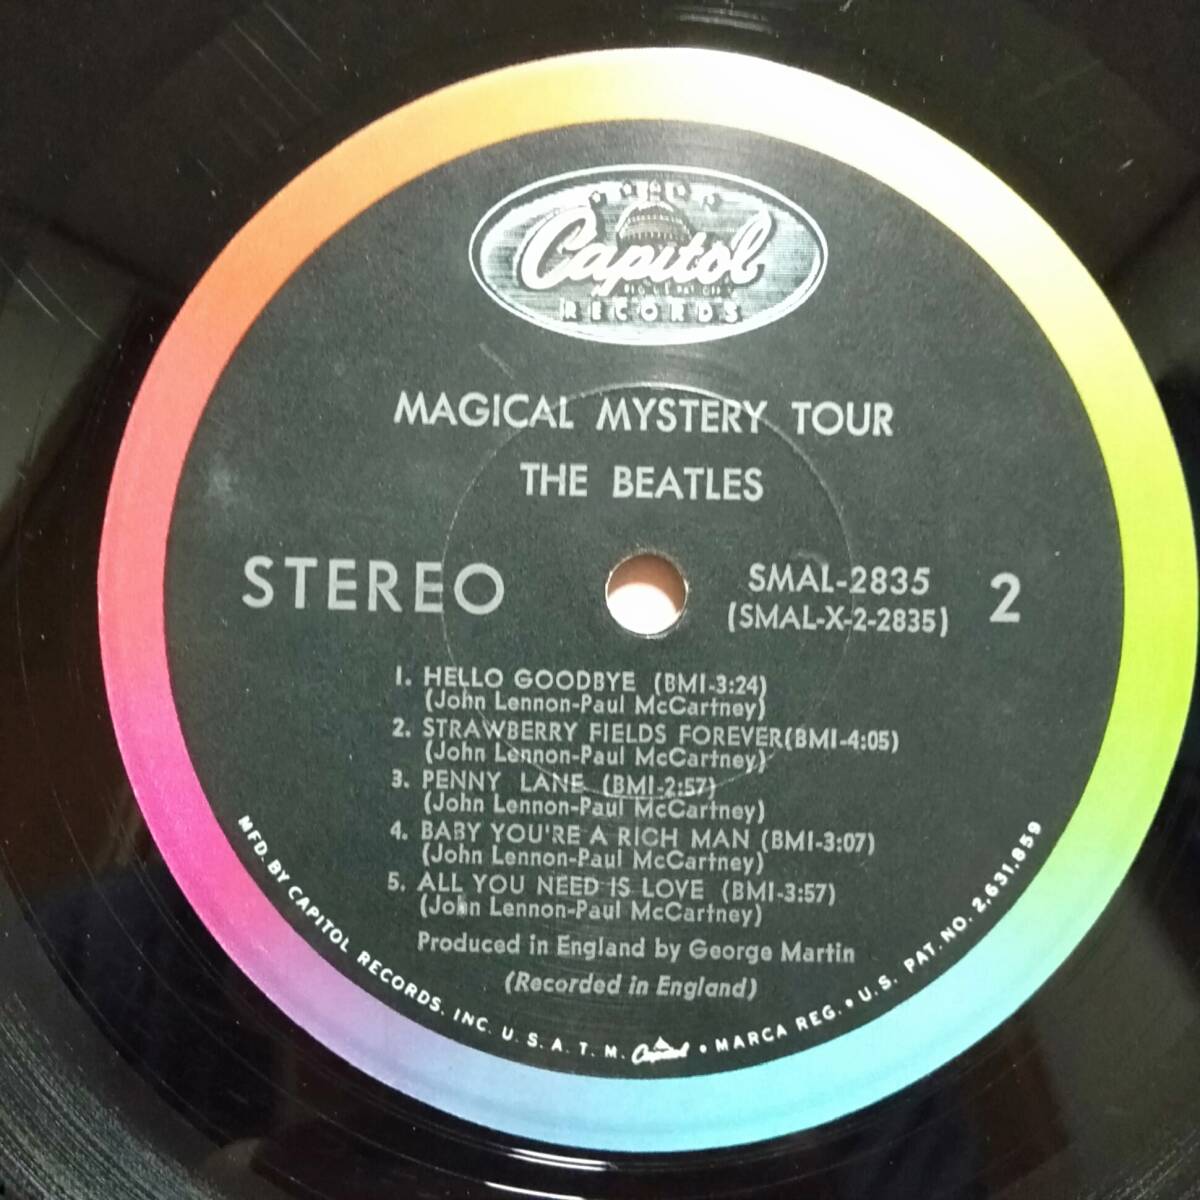 Capitol
RECORDS
MAGICAL MYSTERY TOUR
THE BEATLES
STEREO
SMAL-2835
(SMAL-X-2-2835)
2
1. HELLO GOODBYE (BMI-3:24)
(John Lennon-Paul McCartney)
2. STRAWBERRY FIELDS FOREVER(BMI-4:05)
(John Lennon-Paul McCartney)
3. PENNY LANE (BMI-2:57)
(John Lennon-Paul McCartney)
4. BABY YOU'RE A RICH MAN (BMI-3:07)
(John Lennon-Paul McCartney)
5. ALL YOU NEED IS LOVE (BMI-3:57)
(John Lennon-Paul McCartney)
Produced in England by George Martin
(Recorded in England)
MFD. BY CAPITOL RECORDS, INC. U. S. A. T. M. Capitol • MARCA REG. • U.S. PAT. NO. 2,631,859